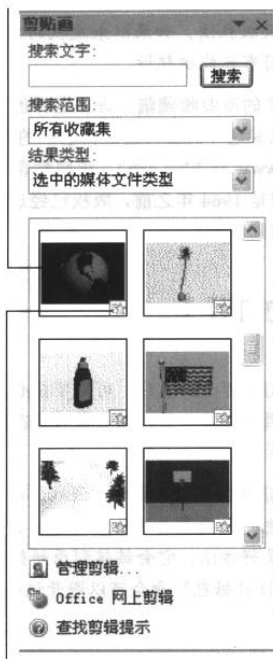 剪贴画
搜索文字:
搜索
搜索范围:
所有收藏集
结果类型:
选中的媒体文件类型
管理剪辑...
Office 网上剪辑
查找剪辑提示